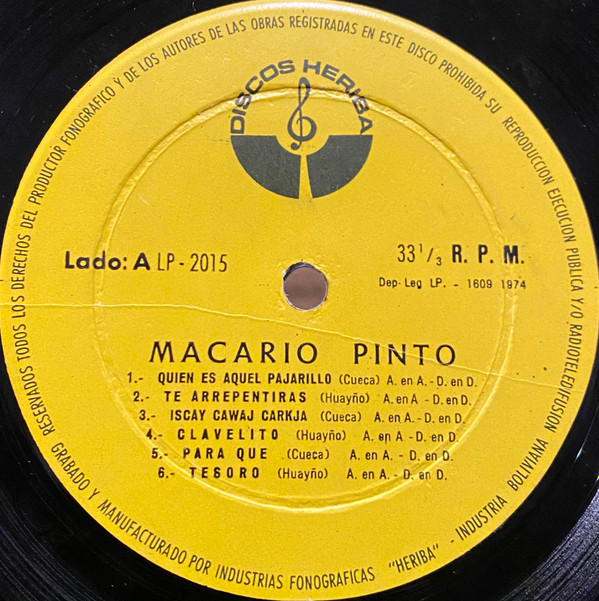 RESERVADOS TODOS LOS DERECHOS DEL PRODUCTOR FONOGRAFICO Y DE LOS AUTORES DE LAS OBRAS REGISTRADAS EN ESTE DISCO PROHIBIDA SU REPRODUCCION EJECUCION PUBLICA Y/O RADIOTELEDIFUSION
DISCOS HERIBA
Lado: A LP - 2015
33 1/3 R. P. M.
Dep. Leg LP. - 1609 1974
MACARIO PINTO
1.- QUIEN ES AQUEL PAJARILLO (Cueca) A. en A. - D. en D.
2.- TE ARREPENTIRAS (Huayño) A. en A - D. en D.
3.- ISCAY CAWAJ CARKJA (Cueca) A. en A. - D. en D.
4.- CLAVELITO (Huayño) A. en A. - D. en D.
5.- PARA QUE (Cueca) A. en A. - D. en D.
6.- TESORO (Huayño) A. en A. - D. en D.
GRABADO Y MANUFACTURADO POR INDUSTRIAS FONOGRAFICAS "HERIBA" - INDUSTRIA BOLIVIANA